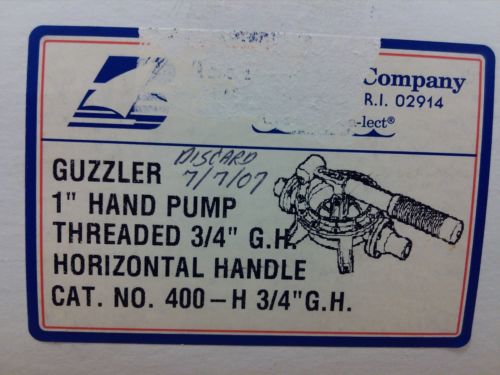 Company
R.I. 02914
a-lect®
GUZZLER DISCARD
7/7/07
1" HAND PUMP
THREADED 3/4" G.H.
HORIZONTAL HANDLE
CAT. NO. 400-H 3/4"G.H.